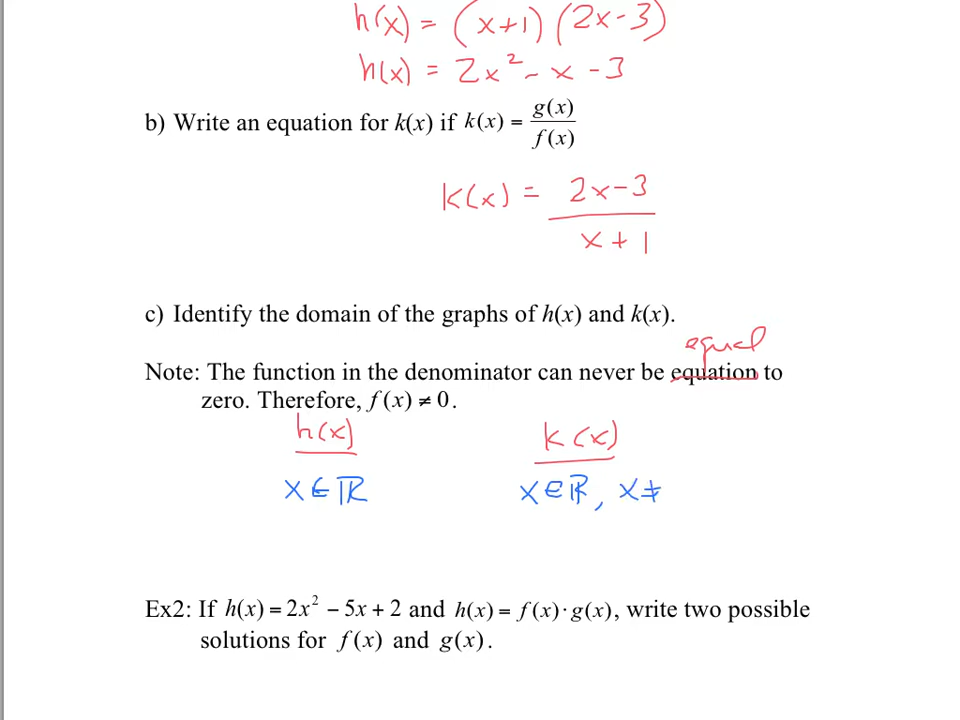 h(x) = (x+1)(2x-3)
h(x) = 2x² - x - 3
b) Write an equation for k(x) if k(x) = g(x)/f(x)
k(x) = 2x-3
x + 1
c) Identify the domain of the graphs of h(x) and k(x).
equal
Note: The function in the denominator can never be equation to
zero. Therefore, f(x) ≠ 0.
h(x) k(x)
x ∈ ℝ x ∈ ℝ, x ≠
Ex2: If h(x) = 2x² − 5x + 2 and h(x) = f(x)·g(x), write two possible
solutions for f(x) and g(x).